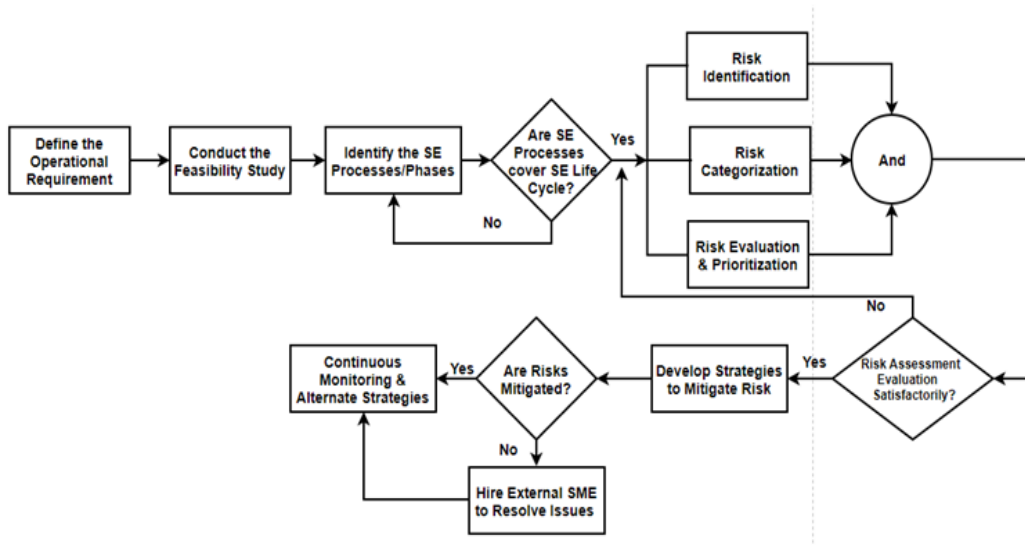 Define the
Operational
Requirement
Conduct the
Feasibility Study
Identify the SE
Processes/Phases
Are SE
Processes
cover SE Life
Cycle?
Yes
No
Risk
Identification
Risk
Categorization
Risk Evaluation
& Prioritization
And
No
Risk Assessment
Evaluation
Satisfactorily?
Yes
Develop Strategies
to Mitigate Risk
Are Risks
Mitigated?
Yes
No
Continuous
Monitoring &
Alternate Strategies
Hire External SME
to Resolve Issues